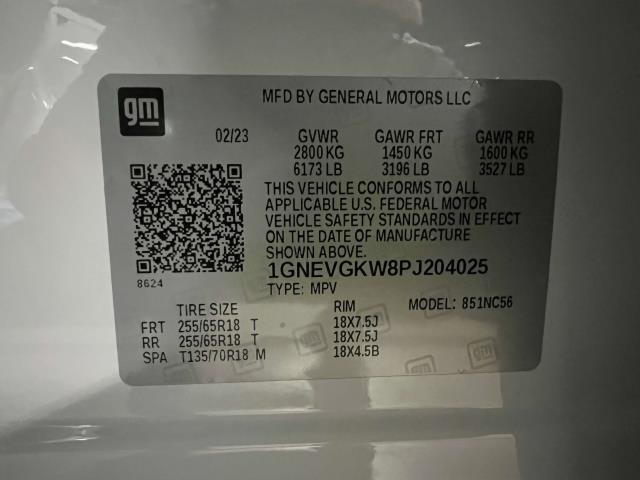 gm
MFD BY GENERAL MOTORS LLC
02/23 GVWR GAWR FRT GAWR RR
2800 KG 1450 KG 1600 KG
6173 LB 3196 LB 3527 LB
THIS VEHICLE CONFORMS TO ALL
APPLICABLE U.S. FEDERAL MOTOR
VEHICLE SAFETY STANDARDS IN EFFECT
ON THE DATE OF MANUFACTURE
SHOWN ABOVE.
8624
1GNEVGKW8PJ204025
TYPE: MPV
TIRE SIZE RIM MODEL: 851NC56
FRT 255/65R18 T 18X7.5J
RR 255/65R18 T 18X7.5J
SPA T135/70R18 M 18X4.5B